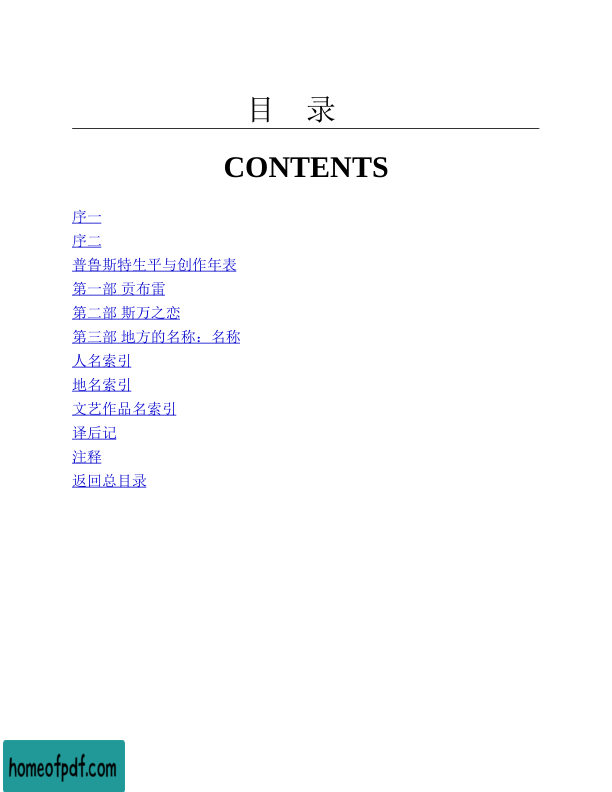 目 录
CONTENTS
序一
序二
普鲁斯特生平与创作年表
第一部 贡布雷
第二部 斯万之恋
第三部 地方的名称：名称
人名索引
地名索引
文艺作品名索引
译后记
注释
返回总目录
homeofpdf.com